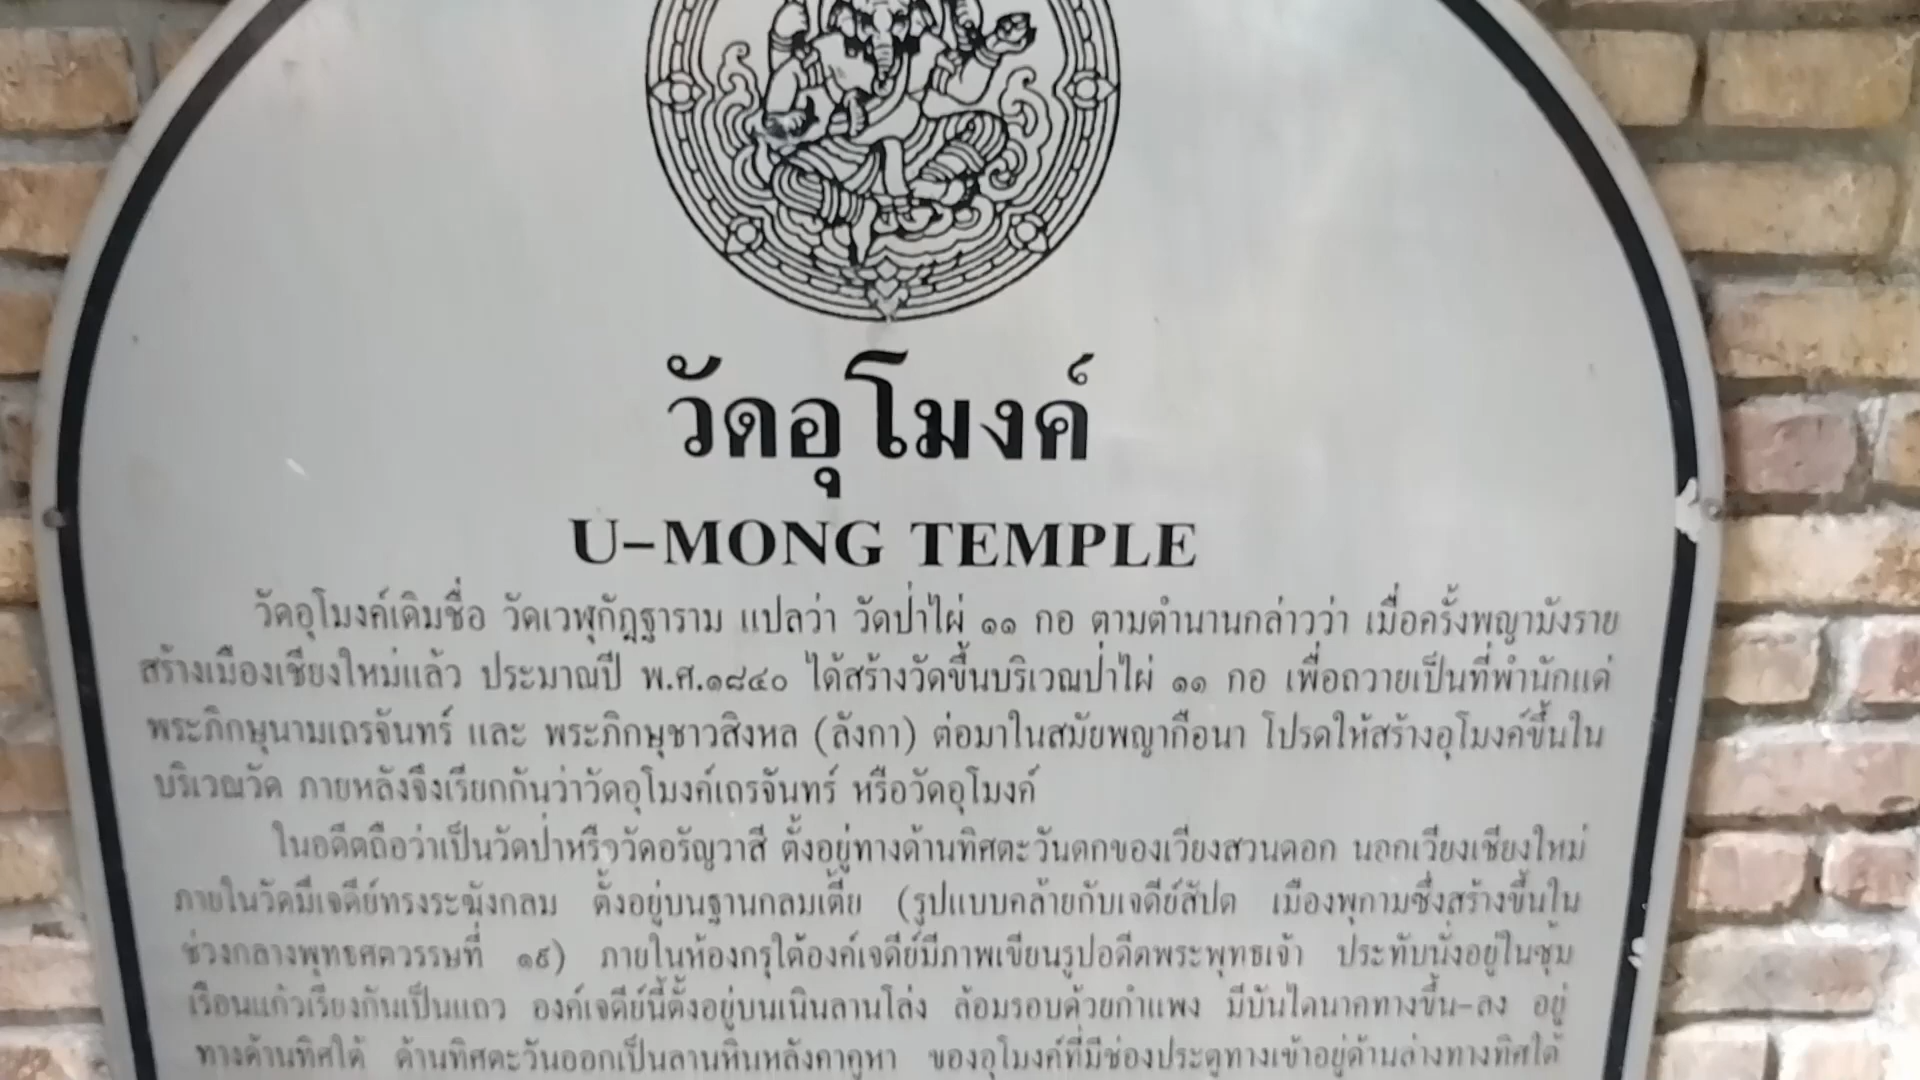 วัดอุโมงค์
U-MONG TEMPLE
วัดอุโมงค์เดิมชื่อ วัดเวฬุกัฏฐาราม แปลว่า วัดป่าไผ่ ๑๑ กอ ตามตำนานกล่าวว่า เมื่อครั้งพญามังราย
สร้างเมืองเชียงใหม่แล้ว ประมาณปี พ.ศ.๑๘๔๐ ได้สร้างวัดขึ้นบริเวณป่าไผ่ ๑๑ กอ เพื่อถวายเป็นที่พำนักแด่
พระภิกษุนามเถรจันทร์ และ พระภิกษุชาวสิงหล (ลังกา) ต่อมาในสมัยพญากือนา โปรดให้สร้างอุโมงค์ขึ้นใน
บริเวณวัด ภายหลังจึงเรียกกันว่าวัดอุโมงค์เถรจันทร์ หรือวัดอุโมงค์
ในอดีตถือว่าเป็นวัดป่าหรือวัดอรัญวาสี ตั้งอยู่ทางด้านทิศตะวันตกของเวียงสวนดอก นอกเวียงเชียงใหม่
ภายในวัดมีเจดีย์ทรงระฆังกลม ตั้งอยู่บนฐานกลมเตี้ย (รูปแบบคล้ายกับเจดีย์สัปด เมืองพุกามซึ่งสร้างขึ้นใน
ช่วงกลางพุทธศตวรรษที่ ๑๙) ภายในห้องกรุใต้องค์เจดีย์มีภาพเขียนรูปอดีตพระพุทธเจ้า ประทับนั่งอยู่ในซุ้ม
เรือนแก้วเรียงกันเป็นแถว องค์เจดีย์นี้ตั้งอยู่บนเนินลานโล่ง ล้อมรอบด้วยกำแพง มีบันไดนาคทางขึ้น-ลง อยู่
ทางด้านทิศใต้ ด้านทิศตะวันออกเป็นลานหินหลังคาคูหา ของอุโมงค์ที่มีช่องประตูทางเข้าอยู่ด้านล่างทางทิศใต้